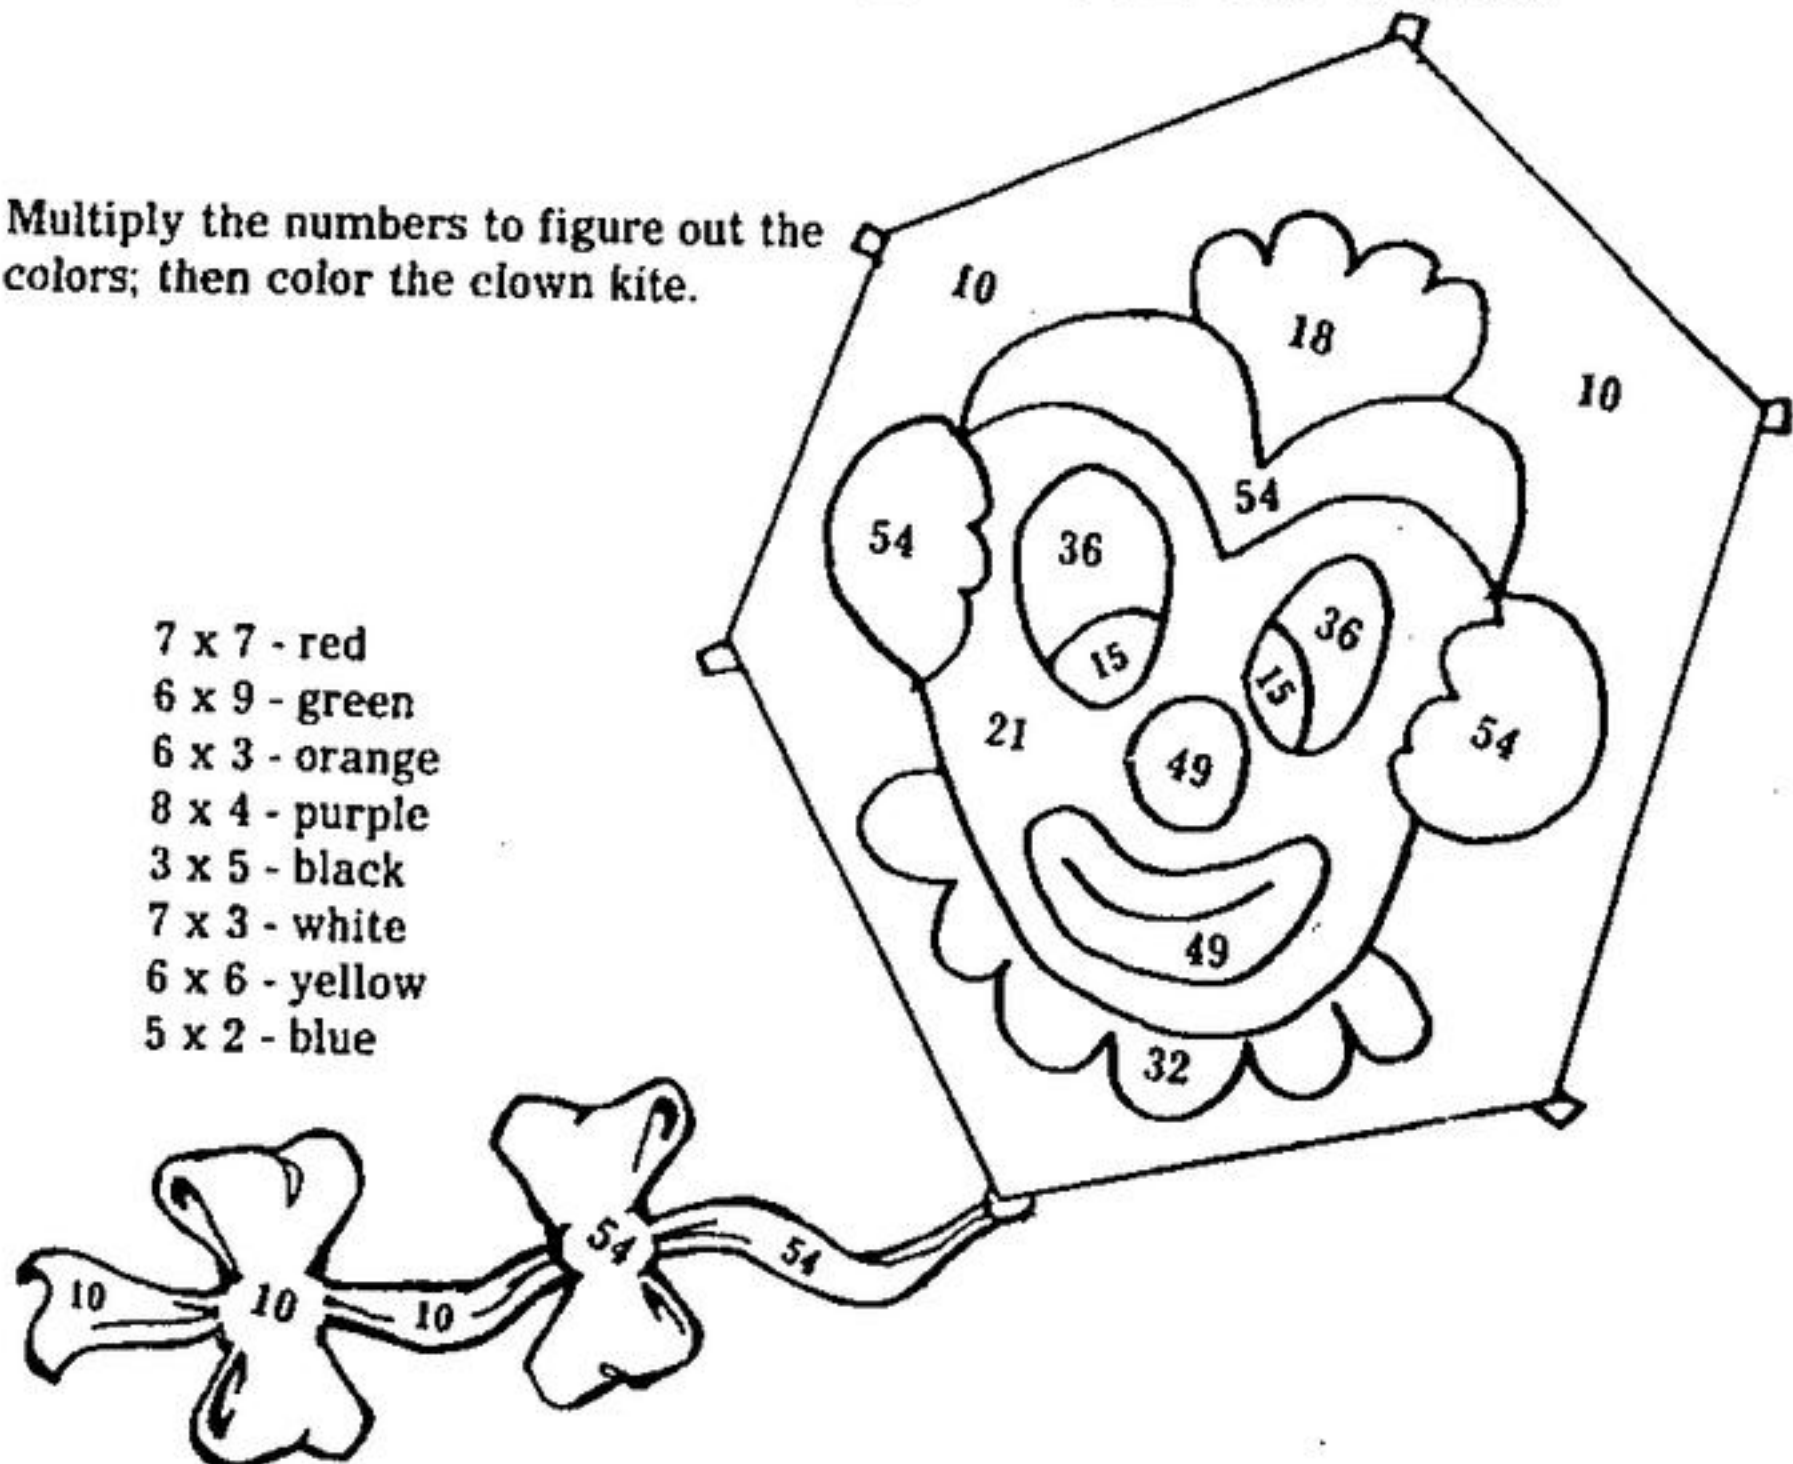 Multiply the numbers to figure out the
colors; then color the clown kite.
7 x 7 - red
6 x 9 - green
6 x 3 - orange
8 x 4 - purple
3 x 5 - black
7 x 3 - white
6 x 6 - yellow
5 x 2 - blue
10
18
10
54
54
36
36
15
15
21
49
54
49
32
54
54
10
10
10